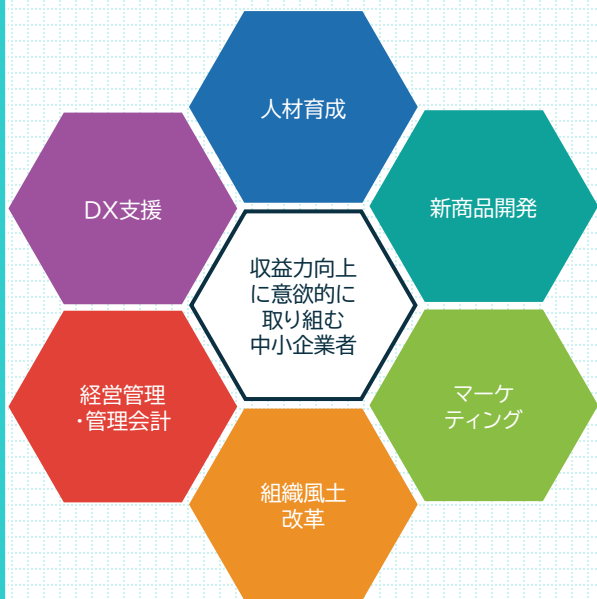 人材育成
DX支援
新商品開発
収益力向上
に意欲的に
取り組む
中小企業者
経営管理
・管理会計
マーケ
ティング
組織風土
改革